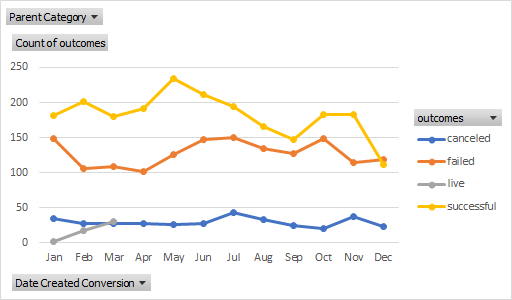 Parent Category
Count of outcomes
250
200
150
100
50
0
Jan Feb Mar Apr May Jun Jul Aug Sep Oct Nov Dec
outcomes
canceled
failed
live
successful
Date Created Conversion